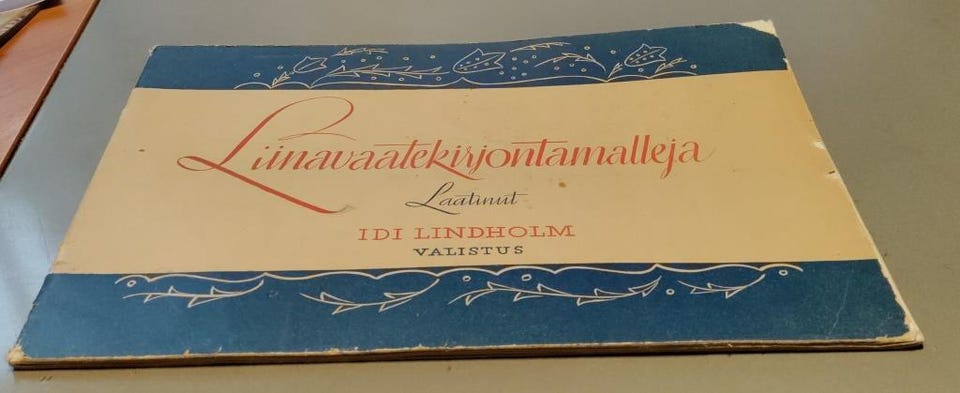 Liinavaatekirjontamalleja
Laatinut
IDI LINDHOLM
VALISTUS